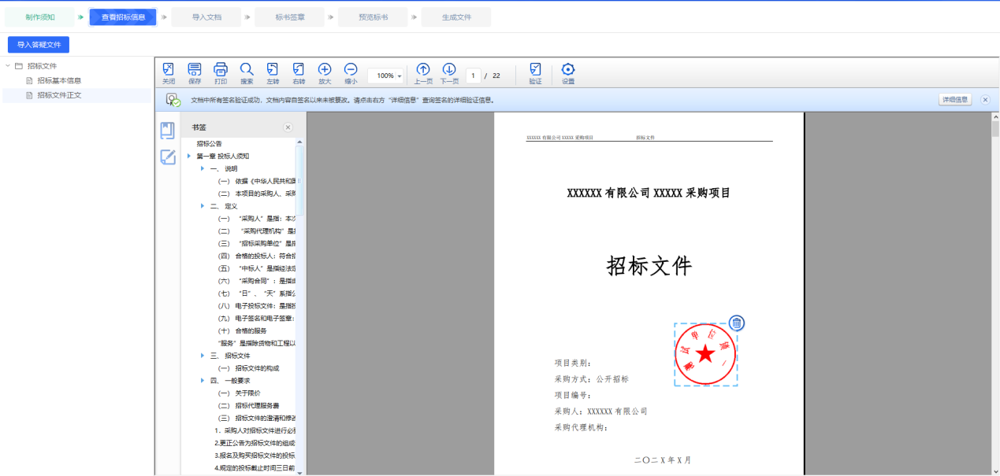 制作须知
查看招标信息
导入文档
标书签章
预览标书
生成文件
导入答疑文件
招标文件
招标基本信息
招标文件正文
关闭
保存
打印
搜索
左转
右转
放大
缩小
100%
上一页
下一页
1 / 22
验证
设置
文档中所有签名验证成功，文档内容自签名以来未被篡改。请点击右方“详细信息”查询签名的详细验证信息。
详细信息
书签
招标公告
第一章 投标人须知
一、 说明
(一) 依据《中华人民共和国
(二) 本项目的采购人、采购
二、 定义
(一) “采购人”是指：本次
(二) “采购代理机构”是指
(三) “招标采购单位”是指
(四) 合格的投标人：符合招
(五) “中标人”是指经法定
(六) “采购合同”：是指由
(七) “日”、“天”系指公
(八) 电子投标文件：是指投
(九) 电子签名和电子签章：
(十) 合格的服务
“服务”是指除货物和工程以
三、 招标文件
(一) 招标文件的构成
四、 一般要求
(一) 关于限价
(二) 招标代理服务费
(三) 招标文件的澄清和修改
1、采购人对招标文件进行必要
2.更正公告为招标文件的组成
3.报名及购买招标文件的投标
4.规定的投标截止时间三日前
XXXXXX 有限公司 XXXXX 采购项目 招标文件
XXXXXX 有限公司 XXXXX 采购项目
招标文件
项目类别：
采购方式：公开招标
项目编号：
采购人：XXXXXX 有限公司
采购代理机构：
二〇二 X 年 X 月